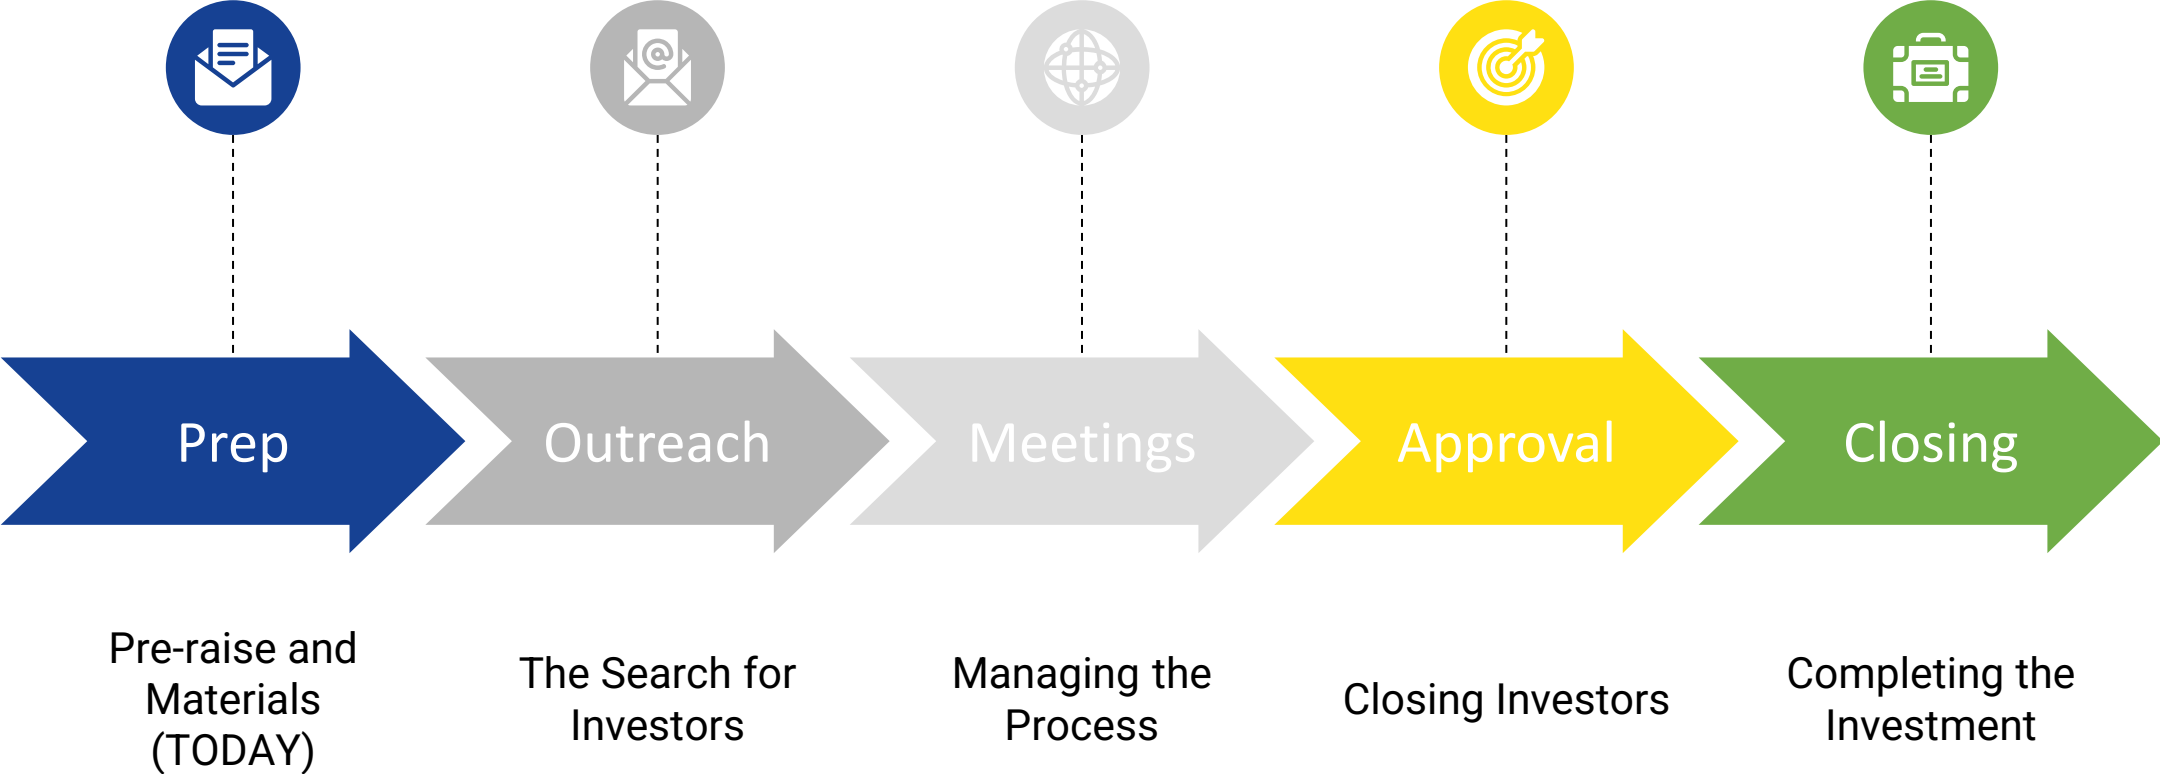 Prep
Outreach
Meetings
Approval
Closing
Pre-raise and
Materials
(TODAY)
The Search for
Investors
Managing the
Process
Closing Investors
Completing the
Investment